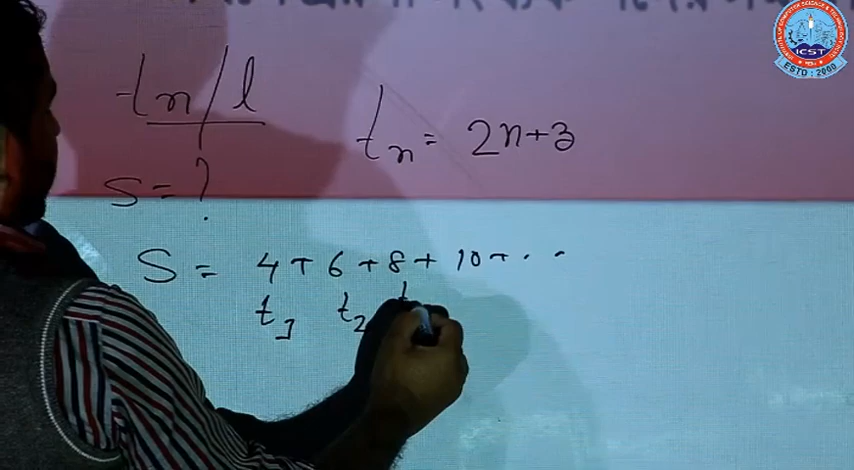 tn / l
tn = 2n+3
S = ?
S = 4 + 6 + 8 + 10 + . .
t1 t2 t
ICST
ESTD : 2000